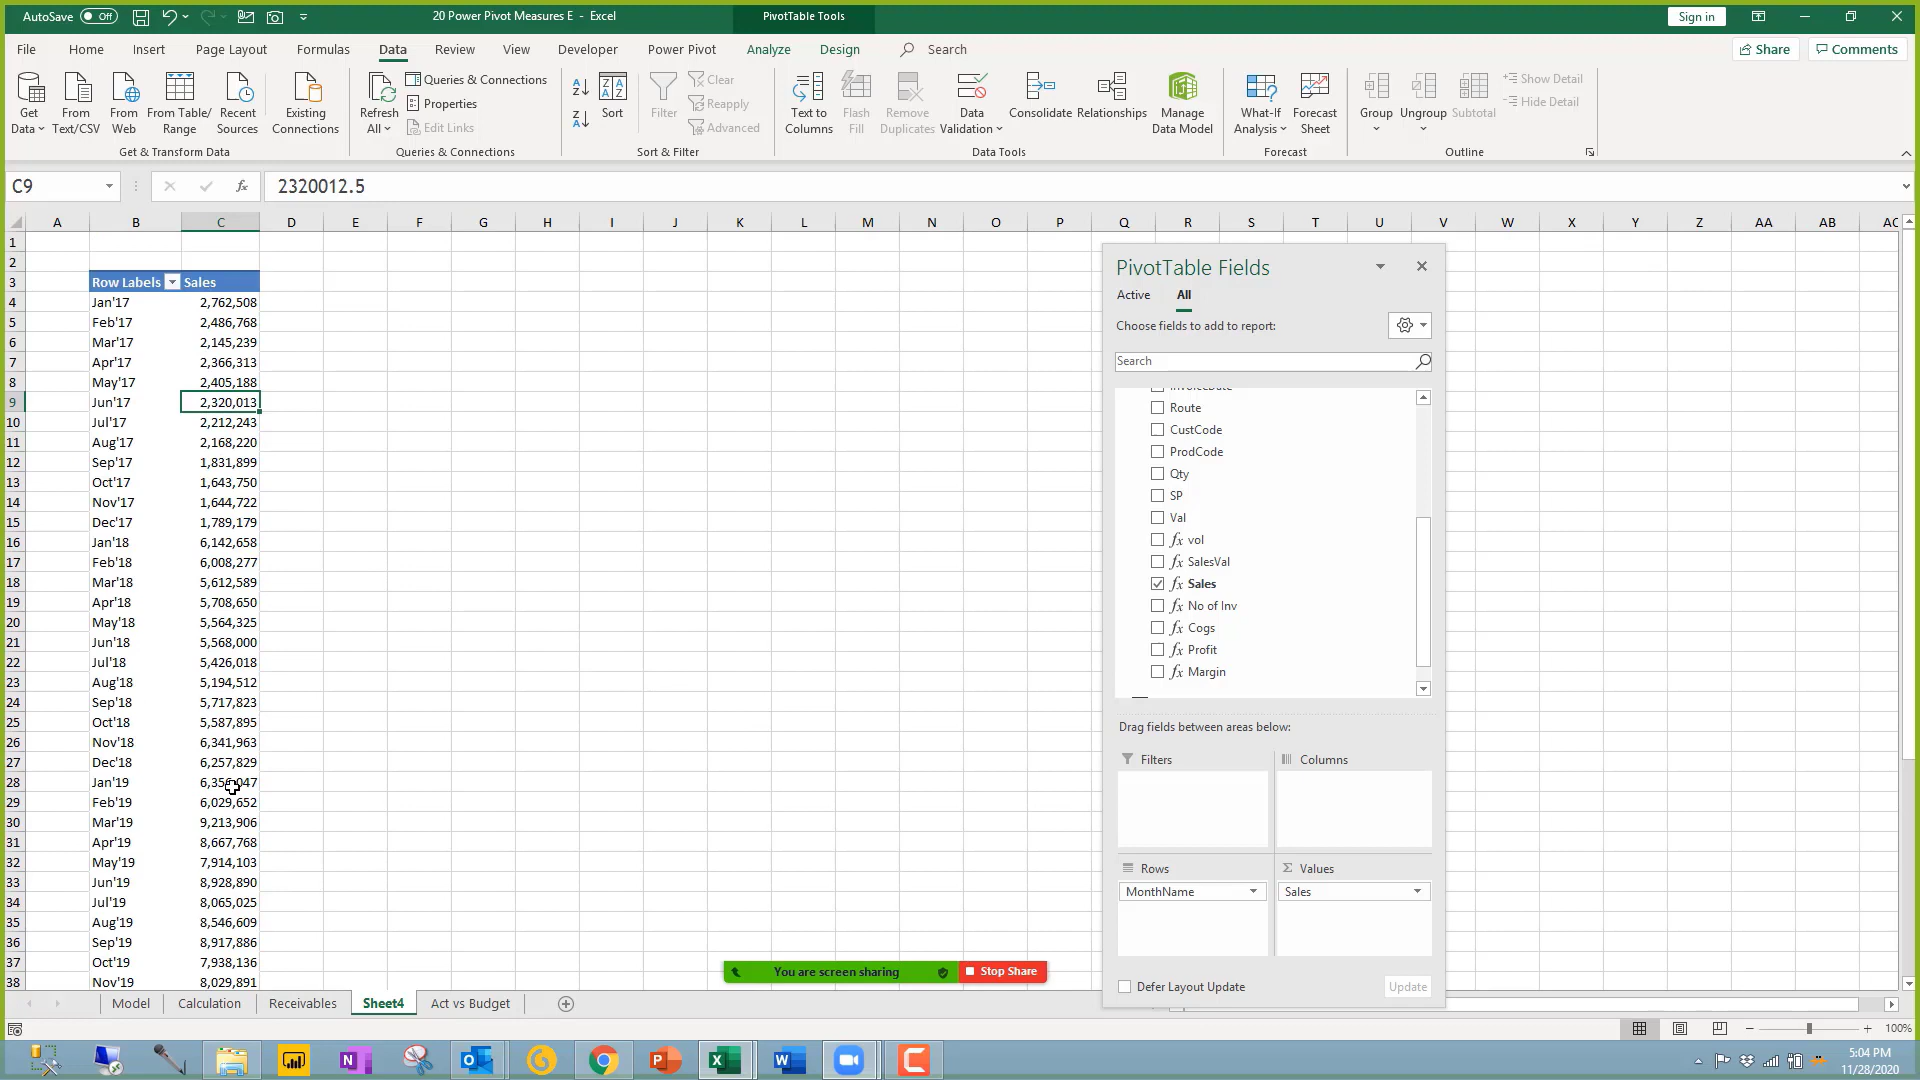 AutoSave Off
20 Power Pivot Measures E - Excel
PivotTable Tools
Sign in
File Home Insert Page Layout Formulas Data Review View Developer Power Pivot Analyze Design Search Share Comments
Get Data From Text/CSV From Web From Table/Range Recent Sources Existing Connections
Get & Transform Data
Refresh All Queries & Connections Properties Edit Links
Queries & Connections
Sort Filter Clear Reapply Advanced
Sort & Filter
Text to Columns Flash Fill Remove Duplicates Data Validation Consolidate Relationships Manage Data Model
Data Tools
What-If Analysis Forecast Sheet
Forecast
Group Ungroup Subtotal Show Detail Hide Detail
Outline
C9 fx 2320012.5
A B C D E F G H I J K L M N O P Q R S T U V W X Y Z AA AB AC
1
2
3 Row Labels Sales
4 Jan'17 2,762,508
5 Feb'17 2,486,768
6 Mar'17 2,145,239
7 Apr'17 2,366,313
8 May'17 2,405,188
9 Jun'17 2,320,013
10 Jul'17 2,212,243
11 Aug'17 2,168,220
12 Sep'17 1,831,899
13 Oct'17 1,643,750
14 Nov'17 1,644,722
15 Dec'17 1,789,179
16 Jan'18 6,142,658
17 Feb'18 6,008,277
18 Mar'18 5,612,589
19 Apr'18 5,708,650
20 May'18 5,564,325
21 Jun'18 5,568,000
22 Jul'18 5,426,018
23 Aug'18 5,194,512
24 Sep'18 5,717,823
25 Oct'18 5,587,895
26 Nov'18 6,341,963
27 Dec'18 6,257,829
28 Jan'19
29 Feb'19 6,029,652
30 Mar'19 9,213,906
31 Apr'19 8,667,768
32 May'19 7,914,103
33 Jun'19 8,928,890
34 Jul'19 8,065,025
35 Aug'19 8,546,609
36 Sep'19 8,917,886
37 Oct'19 7,938,136
38 Nov'19 8,029,891
PivotTable Fields
Active All
Choose fields to add to report:
Search
InvoiceDate
Route
CustCode
ProdCode
Qty
SP
Val
fx vol
fx SalesVal
fx Sales
fx No of Inv
fx Cogs
fx Profit
fx Margin
Drag fields between areas below:
Filters Columns
Rows Values
MonthName Sales
Defer Layout Update Update
You are screen sharing Stop Share
Model Calculation Receivables Sheet4 Act vs Budget
100%
5:04 PM
11/28/2020